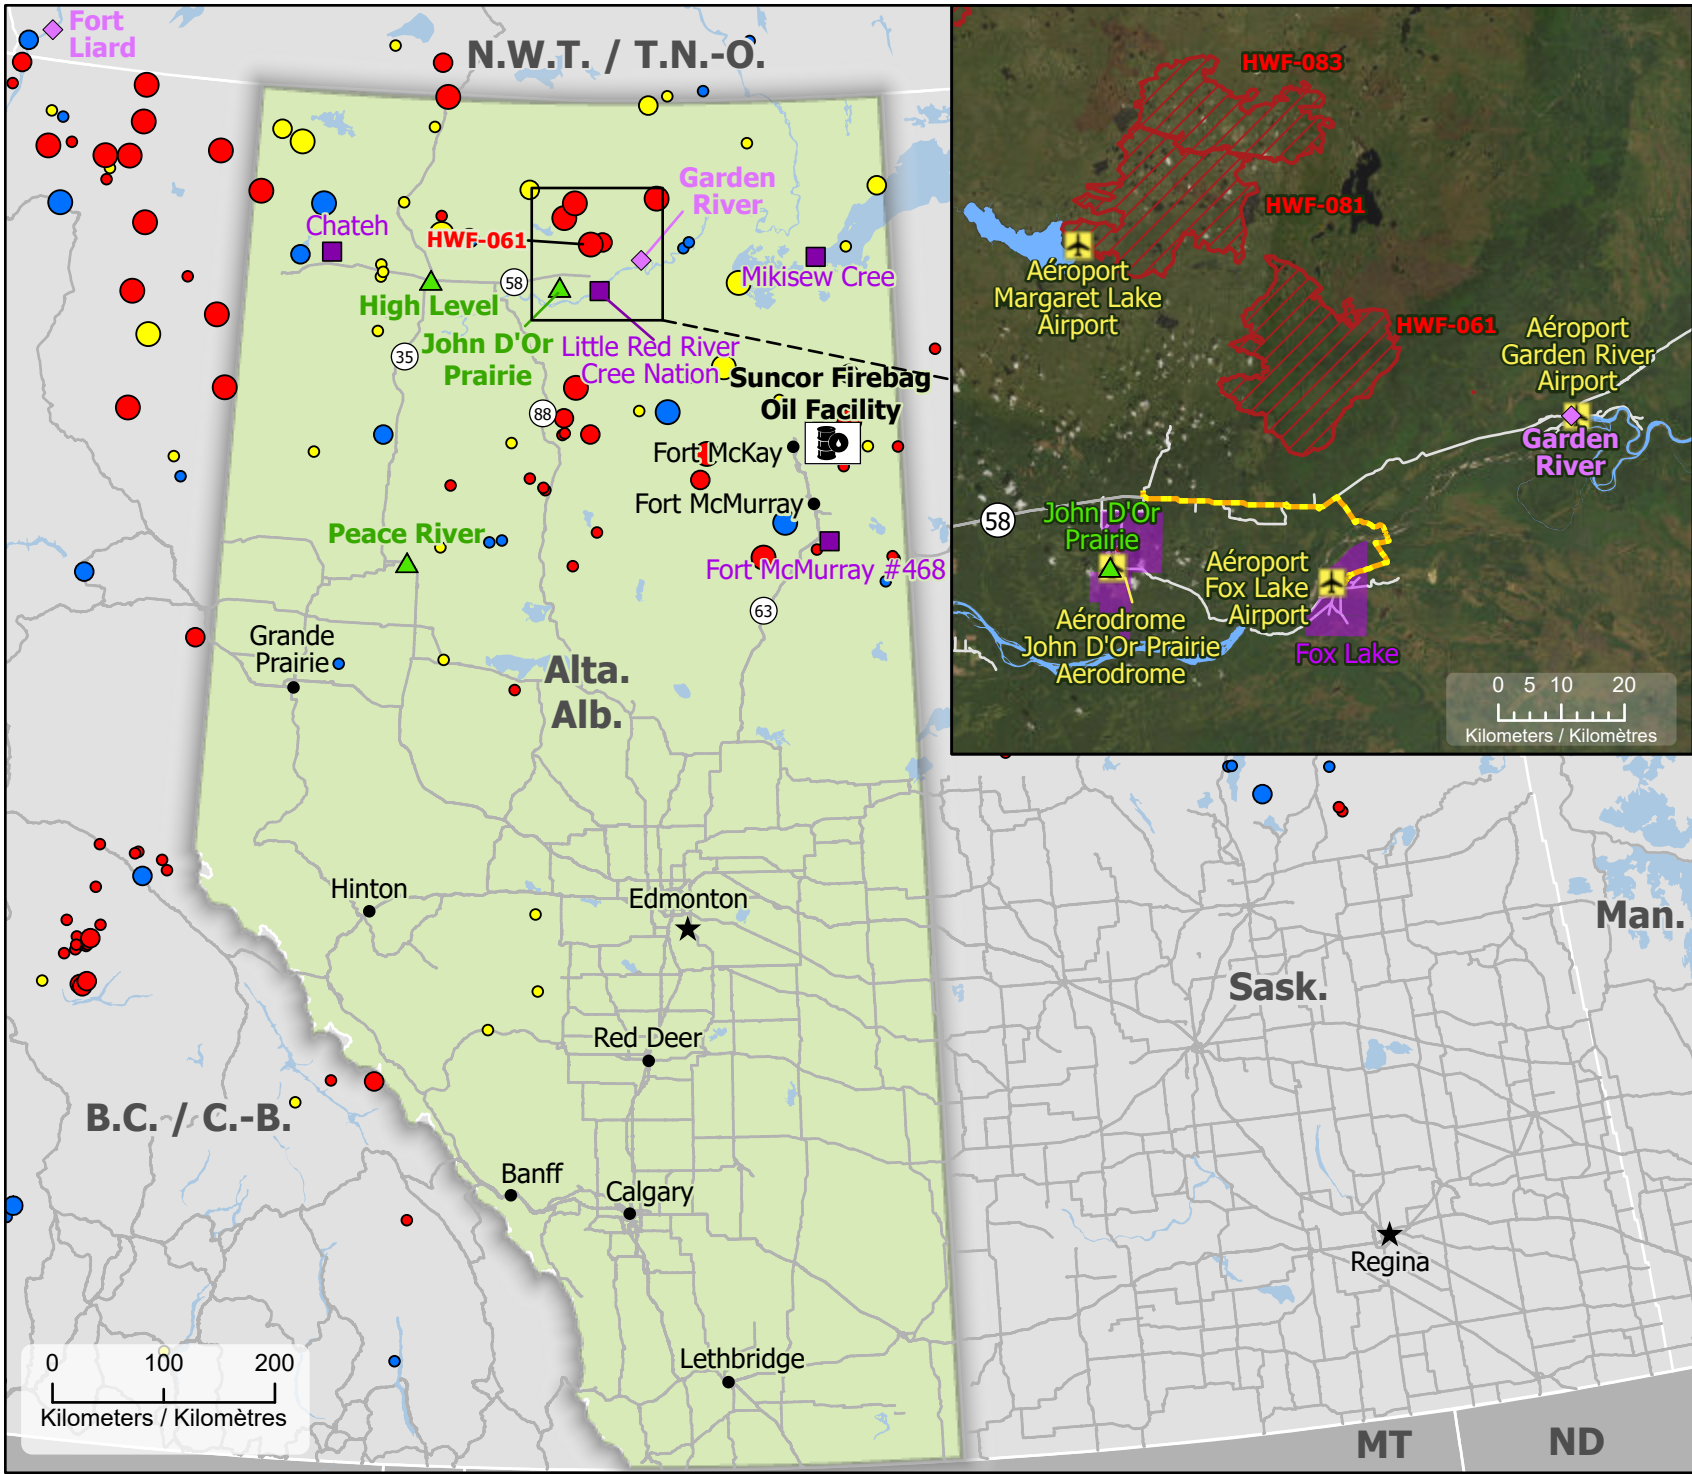 Fort
Liard
N.W.T. / T.N.-O.
Garden
River
Chateh
HWF-061
58
Mikisew Cree
High Level
John D'Or
Prairie
Little Red River
Cree Nation
35
Suncor Firebag
Oil Facility
88
Fort McKay
Fort McMurray
Peace River
Fort McMurray #468
63
Grande
Prairie
Alta.
Alb.
Hinton
Edmonton
Red Deer
B.C. / C.-B.
Banff
Calgary
Lethbridge
0 100 200
Kilometers / Kilomètres
HWF-083
HWF-081
Aéroport
Margaret Lake
Airport
HWF-061
Aéroport
Garden River
Airport
Garden
River
58
John D'Or
Prairie
Aéroport
Fox Lake
Airport
Aérodrome
John D'Or Prairie
Aerodrome
Fox Lake
0 5 10 20
Kilometers / Kilomètres
Man.
Sask.
Regina
MT
ND